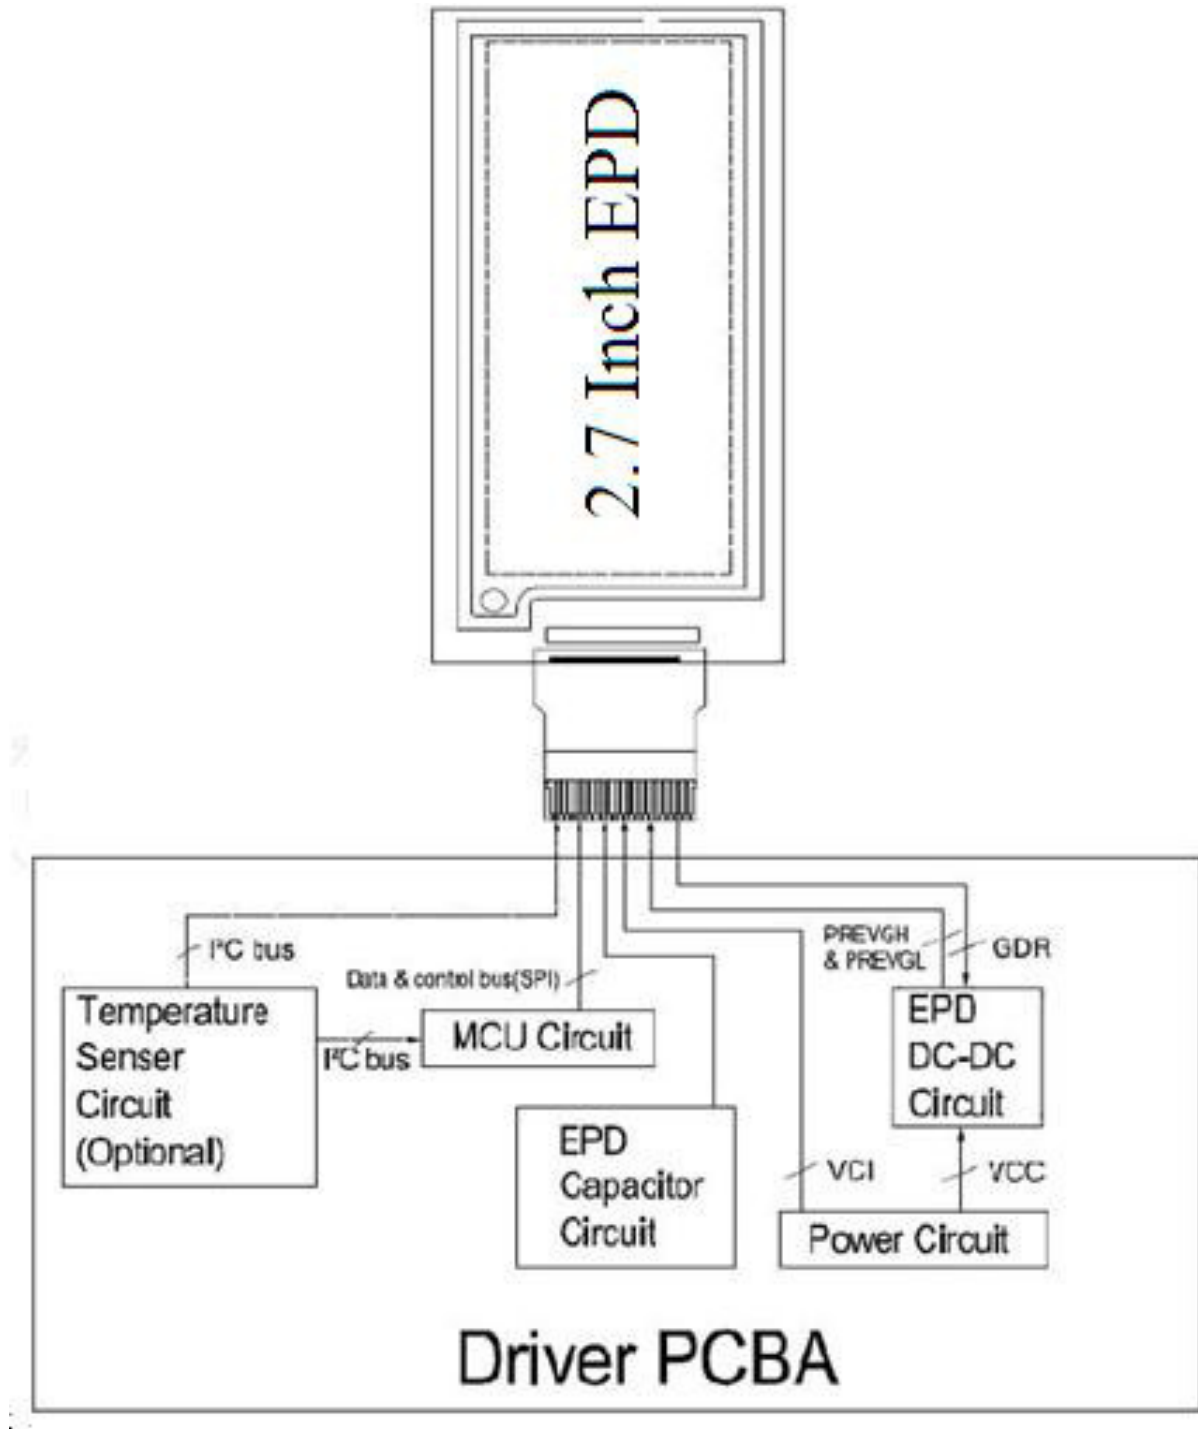 2.7 Inch EPD
I²C bus
Data & control bus(SPI)
PREVGH
& PREVGL
GDR
Temperature
Senser
Circuit
(Optional)
I²C bus
MCU Circuit
EPD
DC-DC
Circuit
EPD
Capacitor
Circuit
VCI
VCC
Power Circuit
Driver PCBA